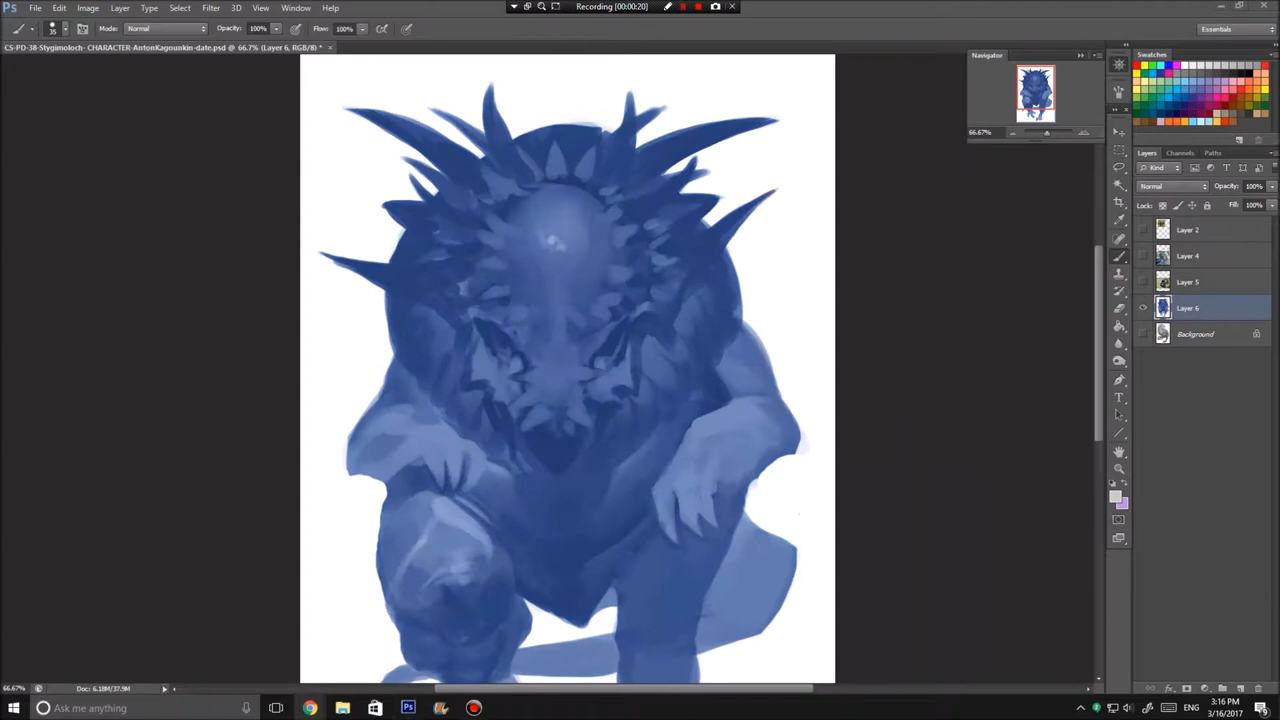 Recording [00:00:20]
Ps File Edit Image Layer Type Select Filter 3D View Window Help
35 Mode: Normal Opacity: 100% Flow: 100% Essentials
CS-PD-38-Stygimoloch- CHARACTER-AntonKagounkin-date.psd @ 66.7% (Layer 6, RGB/8) *
Navigator
66.67%
Swatches
Layers Channels Paths
Kind
Normal Opacity: 100%
Lock: Fill: 100%
Layer 2
Layer 4
Layer 5
Layer 6
Background
66.67% Doc: 6.18M/37.9M
Ask me anything
Ps
ENG
3:16 PM
3/16/2017